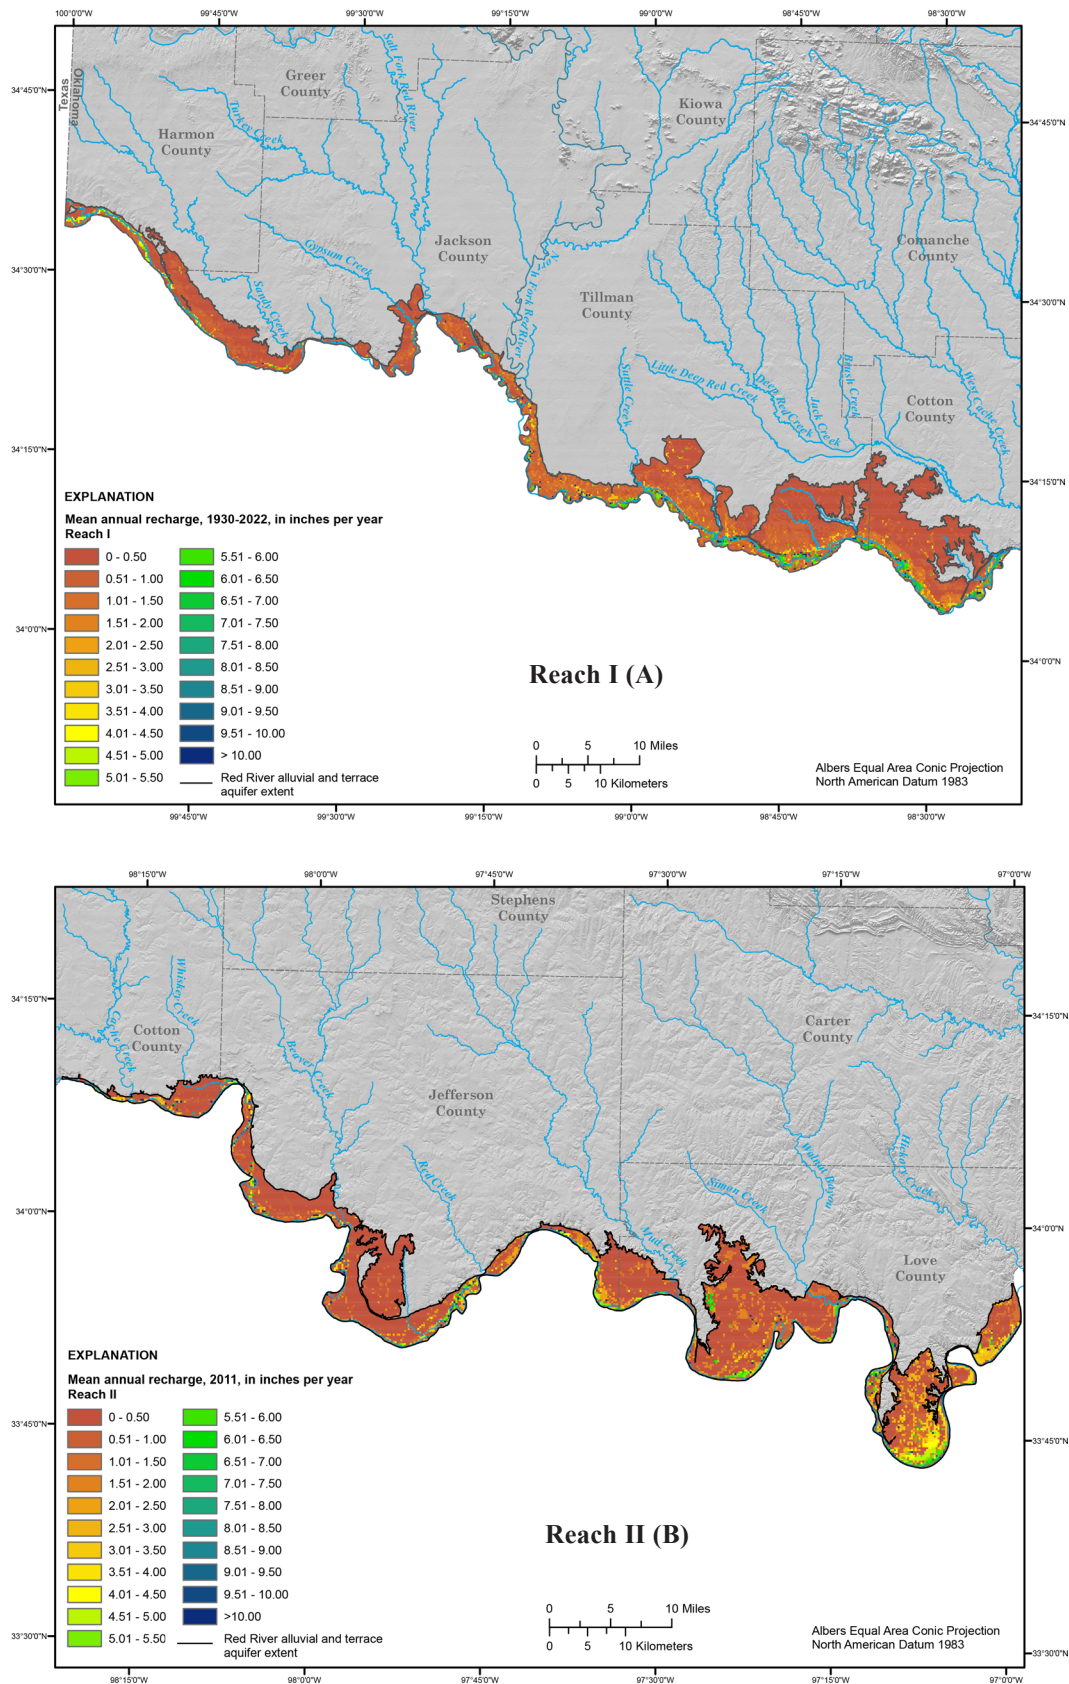 100°0'0"W 99°45'0"W 99°30'0"W 99°15'0"W 99°0'0"W 98°45'0"W 98°30'0"W
34°45'0"N
34°30'0"N
34°15'0"N
34°0'0"N
34°45'0"N
34°30'0"N
34°15'0"N
34°0'0"N
Texas
Oklahoma
Greer
County
Harmon
County
Kiowa
County
Jackson
County
Comanche
County
Tillman
County
Cotton
County
Salt Fork Red River
Turkey Creek
Gypsum Creek
Sandy Creek
North Fork Red River
Suttle Creek
Little Deep Red Creek
Deep Red Creek
Jack Creek
Brush Creek
West Cache Creek
EXPLANATION
Mean annual recharge, 1930-2022, in inches per year
Reach I
0 - 0.50
0.51 - 1.00
1.01 - 1.50
1.51 - 2.00
2.01 - 2.50
2.51 - 3.00
3.01 - 3.50
3.51 - 4.00
4.01 - 4.50
4.51 - 5.00
5.01 - 5.50
5.51 - 6.00
6.01 - 6.50
6.51 - 7.00
7.01 - 7.50
7.51 - 8.00
8.01 - 8.50
8.51 - 9.00
9.01 - 9.50
9.51 - 10.00
> 10.00
Red River alluvial and terrace
aquifer extent
Reach I (A)
0 5 10 Miles
0 5 10 Kilometers
Albers Equal Area Conic Projection
North American Datum 1983
99°45'0"W 99°30'0"W 99°15'0"W 99°0'0"W 98°45'0"W 98°30'0"W
98°15'0"W 98°0'0"W 97°45'0"W 97°30'0"W 97°15'0"W 97°0'0"W
34°15'0"N
34°0'0"N
33°45'0"N
33°30'0"N
34°15'0"N
34°0'0"N
33°45'0"N
33°30'0"N
Stephens
County
Cotton
County
Carter
County
Jefferson
County
Love
County
Whiskey Creek
Cache Creek
Beaver Creek
Red Creek
Mud Creek
Simon Creek
Walnut Bayou
Hickory Creek
EXPLANATION
Mean annual recharge, 2011, in inches per year
Reach II
0 - 0.50
0.51 - 1.00
1.01 - 1.50
1.51 - 2.00
2.01 - 2.50
2.51 - 3.00
3.01 - 3.50
3.51 - 4.00
4.01 - 4.50
4.51 - 5.00
5.01 - 5.50
5.51 - 6.00
6.01 - 6.50
6.51 - 7.00
7.01 - 7.50
7.51 - 8.00
8.01 - 8.50
8.51 - 9.00
9.01 - 9.50
9.51 - 10.00
>10.00
Red River alluvial and terrace
aquifer extent
Reach II (B)
0 5 10 Miles
0 5 10 Kilometers
Albers Equal Area Conic Projection
North American Datum 1983
98°15'0"W 98°0'0"W 97°45'0"W 97°30'0"W 97°15'0"W 97°0'0"W